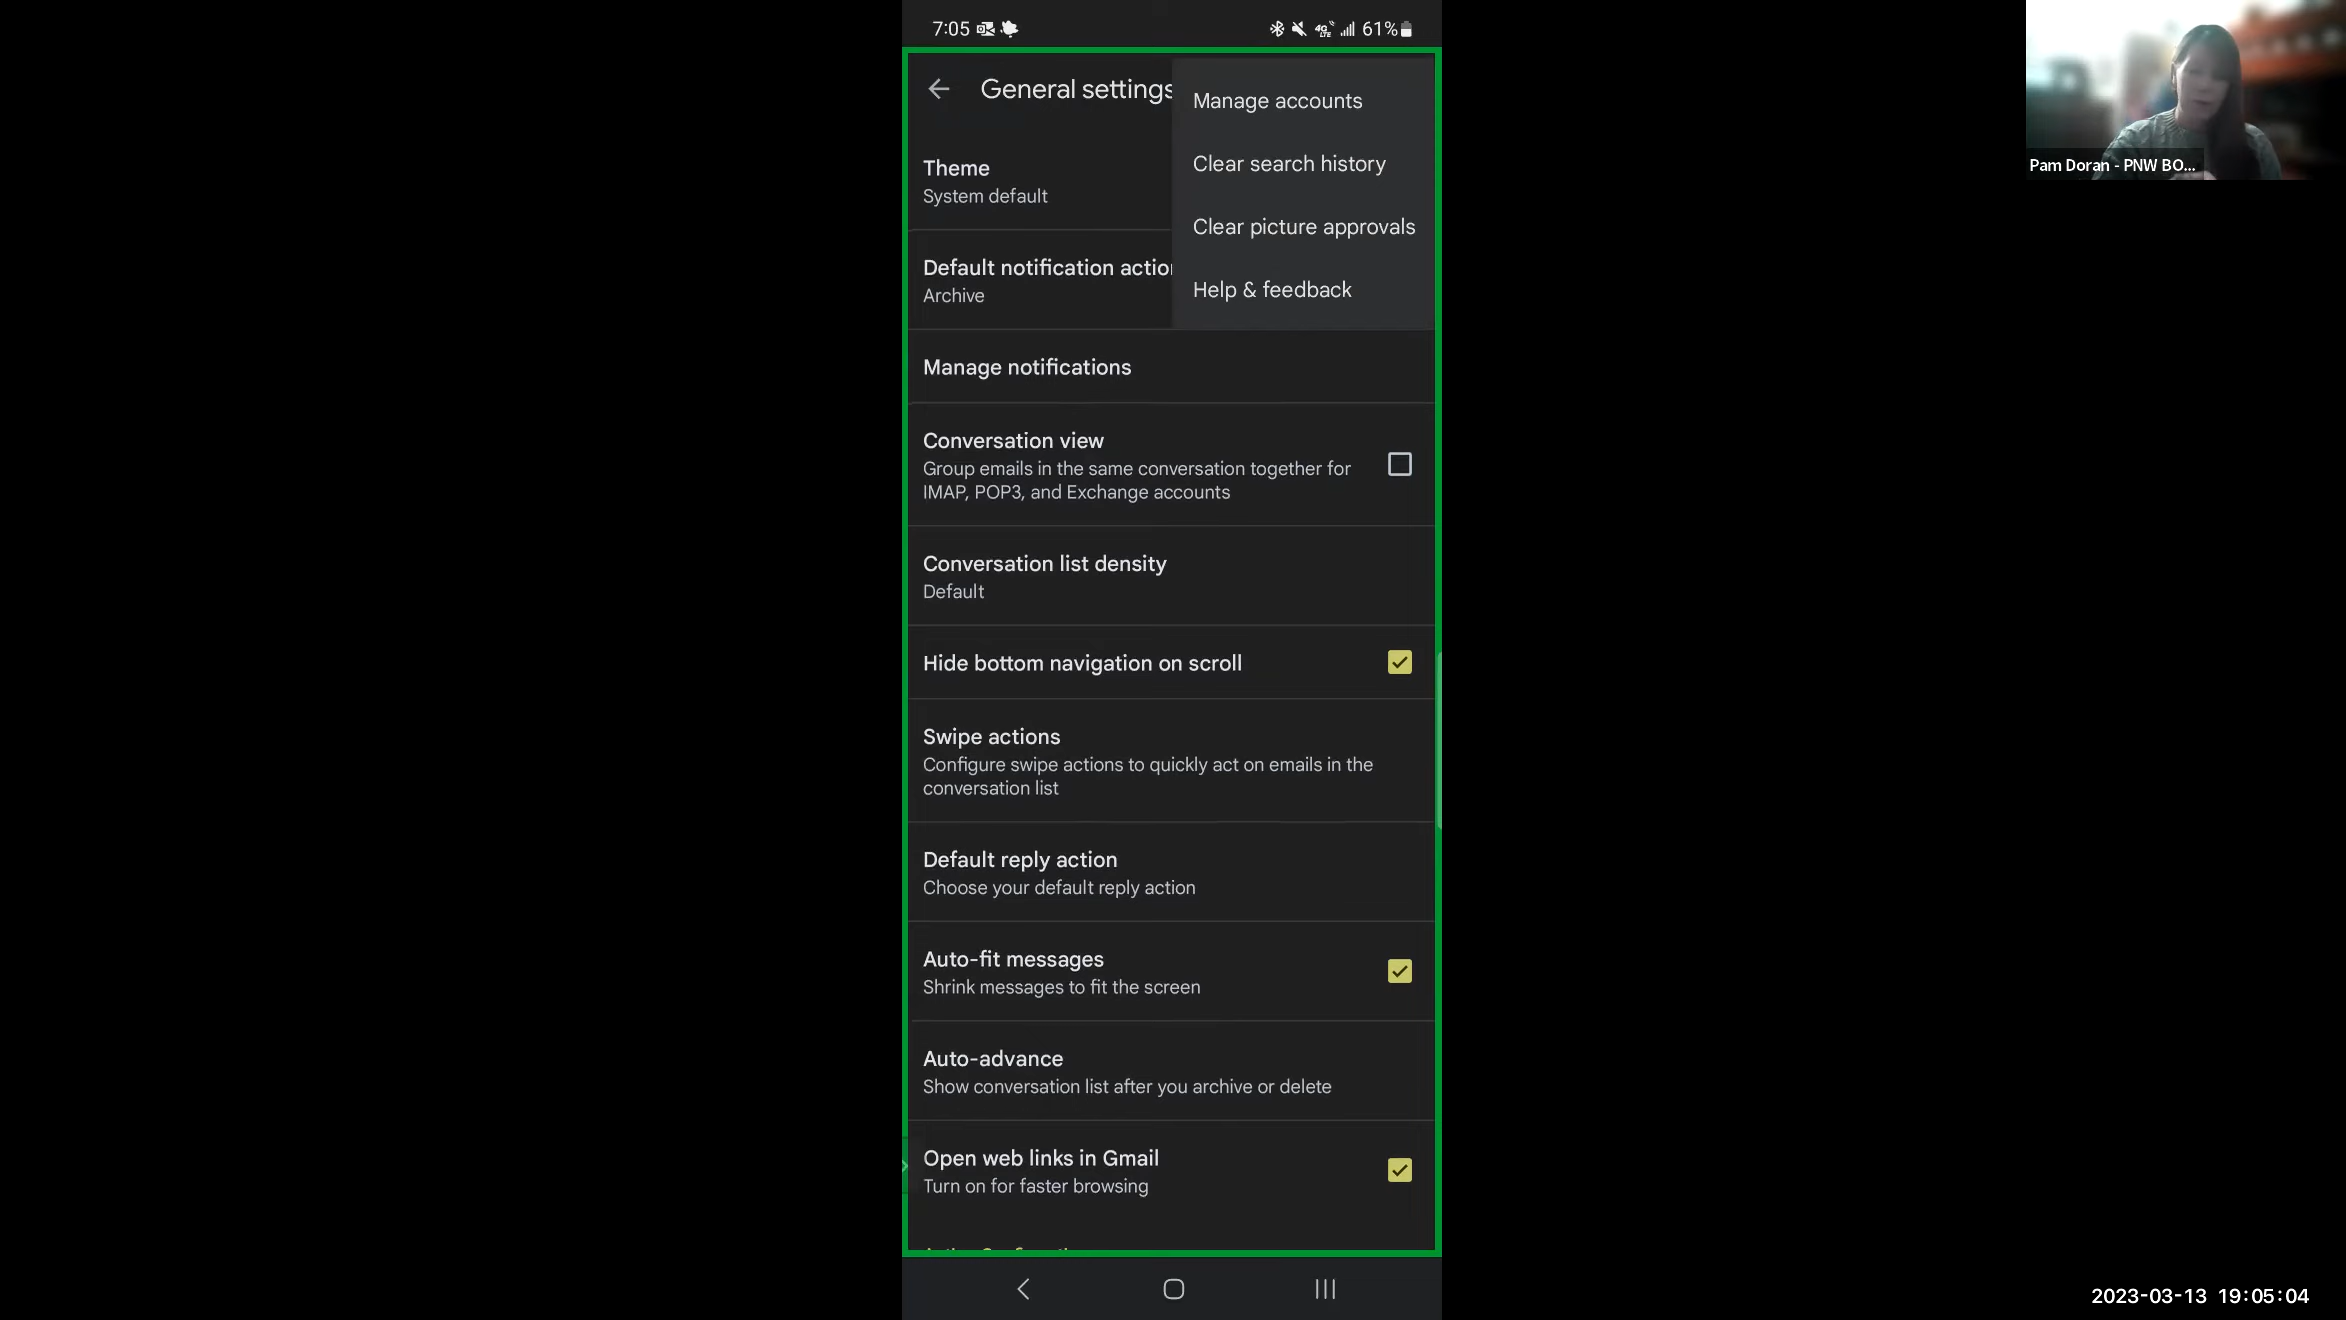 7:05
61%
General settings
Manage accounts
Clear search history
Clear picture approvals
Help & feedback
Theme
System default
Default notification
Archive
Manage notifications
Conversation view
Group emails in the same conversation together for
IMAP, POP3, and Exchange accounts
Conversation list density
Default
Hide bottom navigation on scroll
Swipe actions
Configure swipe actions to quickly act on emails in the
conversation list
Default reply action
Choose your default reply action
Auto-fit messages
Shrink messages to fit the screen
Auto-advance
Show conversation list after you archive or delete
Open web links in Gmail
Turn on for faster browsing
Pam Doran - PNW BO...
2023-03-13 19:05:04